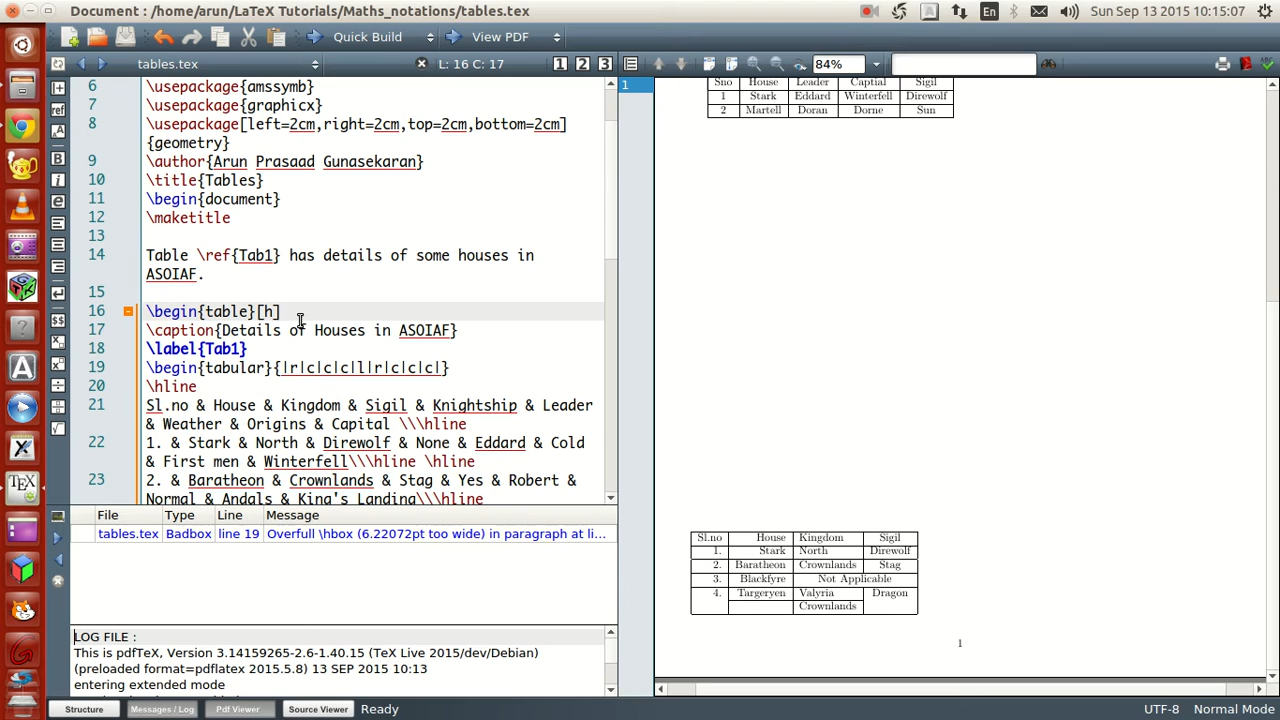 Document : /home/arun/LaTeX Tutorials/Maths_notations/tables.tex
En
Sun Sep 13 2015 15:10:07
Quick Build
View PDF
tables.tex
L: 16 C: 17
1 2 3
84%
6 \usepackage{amssymb}
7 \usepackage{graphicx}
8 \usepackage[left=2cm,right=2cm,top=2cm,bottom=2cm]
{geometry}
9 \author{Arun Prasaad Gunasekaran}
10 \title{Tables}
11 \begin{document}
12 \maketitle
13
14 Table \ref{Tab1} has details of some houses in
ASOIAF.
15
16 \begin{table}[h]
17 \caption{Details of Houses in ASOIAF}
18 \label{Tab1}
19 \begin{tabular}{|r|c|c|c|l|r|c|c|c|}
20 \hline
21 Sl.no & House & Kingdom & Sigil & Knightship & Leader
& Weather & Origins & Capital \\\hline
22 1. & Stark & North & Direwolf & None & Eddard & Cold
& First men & Winterfell\\\hline \hline
23 2. & Baratheon & Crownlands & Stag & Yes & Robert &
Normal & Andals & King's Landing\\\hline
File Type Line Message
tables.tex Badbox line 19 Overfull \hbox (6.22072pt too wide) in paragraph at li...
LOG FILE :
This is pdfTeX, Version 3.14159265-2.6-1.40.15 (TeX Live 2015/dev/Debian)
(preloaded format=pdflatex 2015.5.8) 13 SEP 2015 10:13
entering extended mode
1
Sno House Leader Captial Sigil
1 Stark Eddard Winterfell Direwolf
2 Martell Doran Dorne Sun
Sl.no House Kingdom Sigil
1. Stark North Direwolf
2. Baratheon Crownlands Stag
3. Blackfyre Not Applicable
4. Targeryen Valyria Dragon
Crownlands
1
Structure Messages / Log Pdf Viewer Source Viewer Ready
UTF-8 Normal Mode